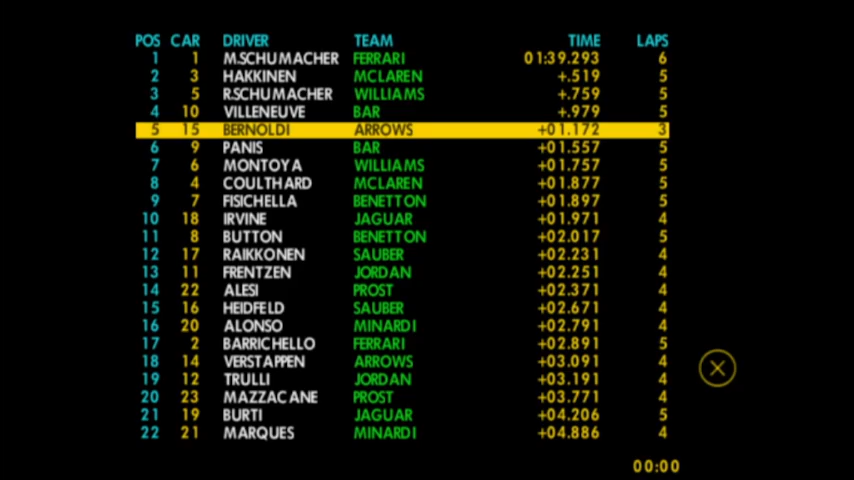 POS CAR DRIVER TEAM TIME LAPS
1 1 M.SCHUMACHER FERRARI 01:39.293 6
2 3 HAKKINEN MCLAREN +.519 5
3 5 R.SCHUMACHER WILLIAMS +.759 5
4 10 VILLENEUVE BAR +.979 5
5 15 BERNOLDI ARROWS +01.172 3
6 9 PANIS BAR +01.557 5
7 6 MONTOYA WILLIAMS +01.757 5
8 4 COULTHARD MCLAREN +01.877 5
9 7 FISICHELLA BENETTON +01.897 5
10 18 IRVINE JAGUAR +01.971 4
11 8 BUTTON BENETTON +02.017 5
12 17 RAIKKONEN SAUBER +02.231 4
13 11 FRENTZEN JORDAN +02.251 4
14 22 ALESI PROST +02.371 4
15 16 HEIDFELD SAUBER +02.671 4
16 20 ALONSO MINARDI +02.791 4
17 2 BARRICHELLO FERRARI +02.891 5
18 14 VERSTAPPEN ARROWS +03.091 4
19 12 TRULLI JORDAN +03.191 4
20 23 MAZZACANE PROST +03.771 4
21 19 BURTI JAGUAR +04.206 5
22 21 MARQUES MINARDI +04.886 4
00:00